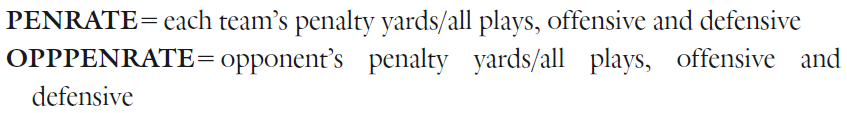 PENRATE= each team’s penalty yards/all plays, offensive and defensive
OPPPENRATE= opponent’s penalty yards/all plays, offensive and
defensive